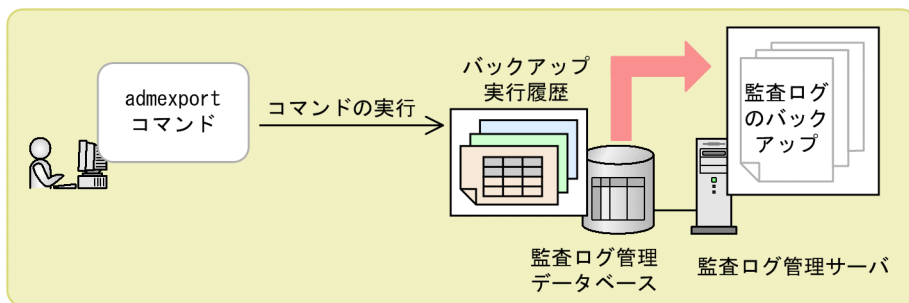 admexport
コマンド
コマンドの実行
バックアップ
実行履歴
監査ログ
のバック
アップ
監査ログ管理
データベース
監査ログ管理サーバ